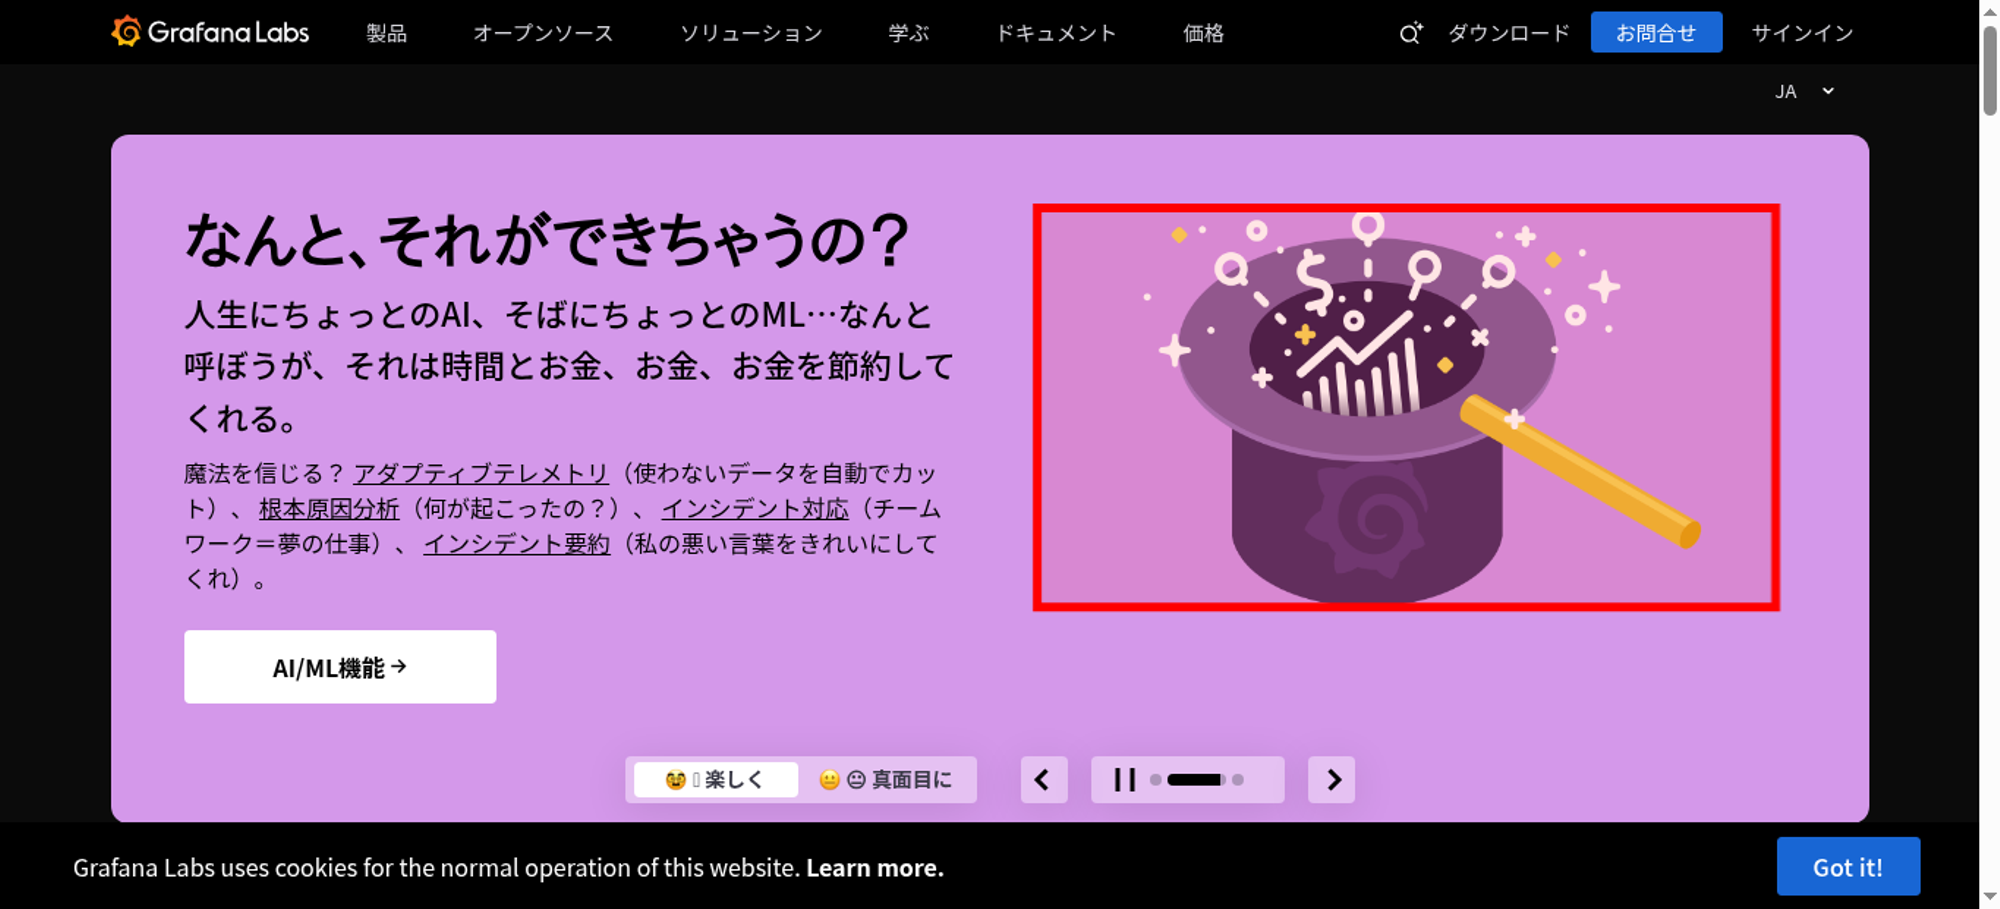 Grafana Labs 製品 オープンソース ソリューション 学ぶ ドキュメント 価格 ダウンロード お問合せ サインイン
JA
なんと、それができちゃうの？
人生にちょっとのAI、そばにちょっとのML…なんと
呼ぼうが、それは時間とお金、お金、お金を節約して
くれる。
魔法を信じる？ アダプティブテレメトリ（使わないデータを自動でカッ
ト）、 根本原因分析（何が起こったの？）、 インシデント対応（チーム
ワーク＝夢の仕事）、 インシデント要約（私の悪い言葉をきれいにして
くれ）。
AI/ML機能
楽しく 真面目に
Grafana Labs uses cookies for the normal operation of this website. Learn more.
Got it!